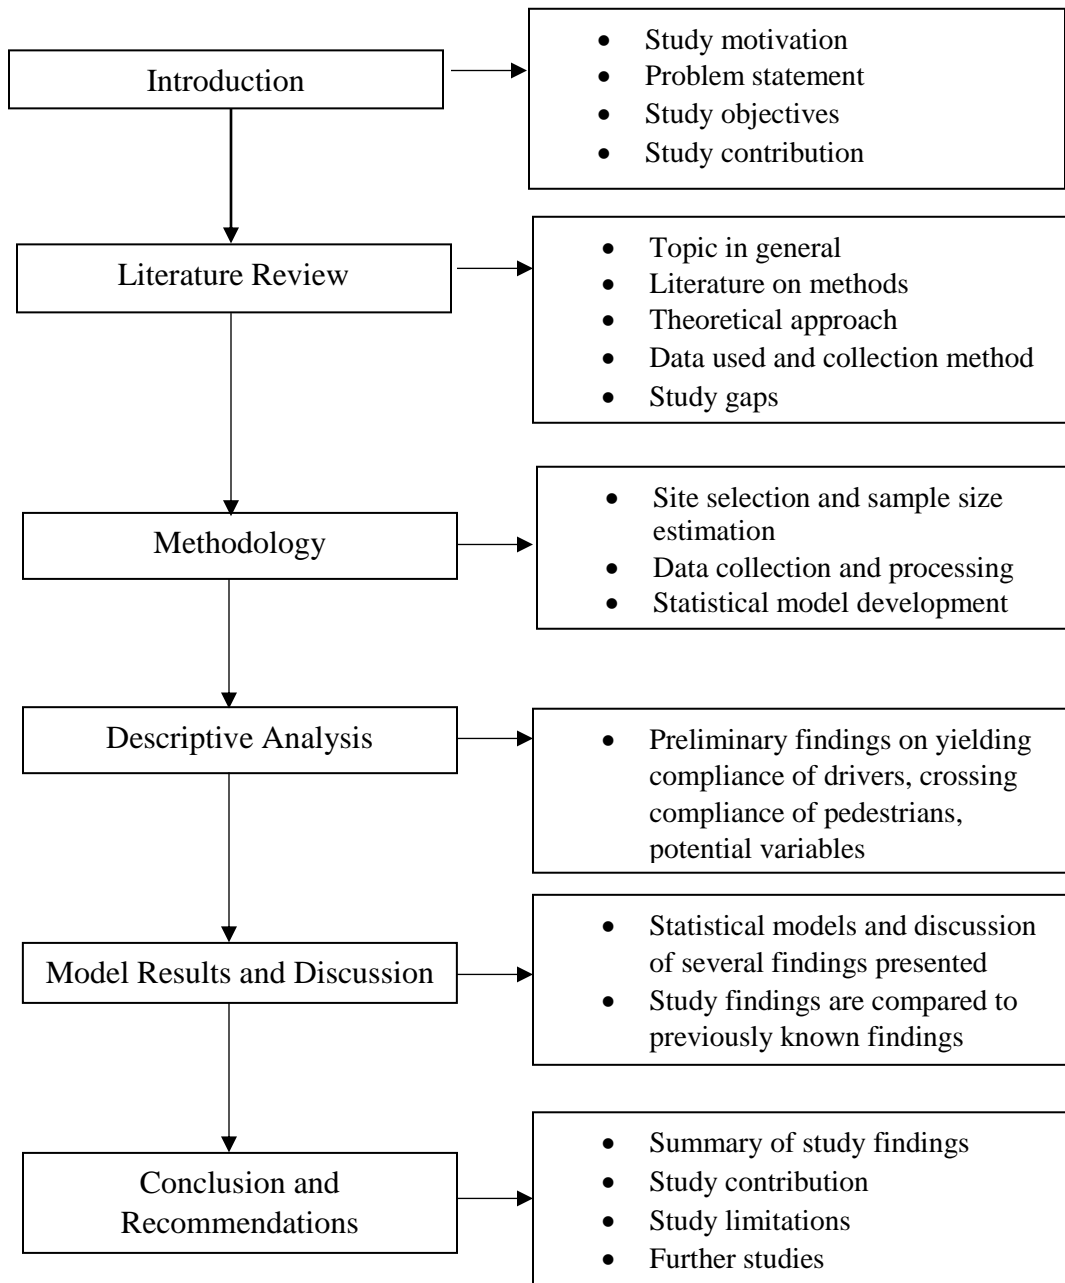 Introduction
• Study motivation
• Problem statement
• Study objectives
• Study contribution
Literature Review
• Topic in general
• Literature on methods
• Theoretical approach
• Data used and collection method
• Study gaps
Methodology
• Site selection and sample size
estimation
• Data collection and processing
• Statistical model development
Descriptive Analysis
• Preliminary findings on yielding
compliance of drivers, crossing
compliance of pedestrians,
potential variables
Model Results and Discussion
• Statistical models and discussion
of several findings presented
• Study findings are compared to
previously known findings
Conclusion and
Recommendations
• Summary of study findings
• Study contribution
• Study limitations
• Further studies